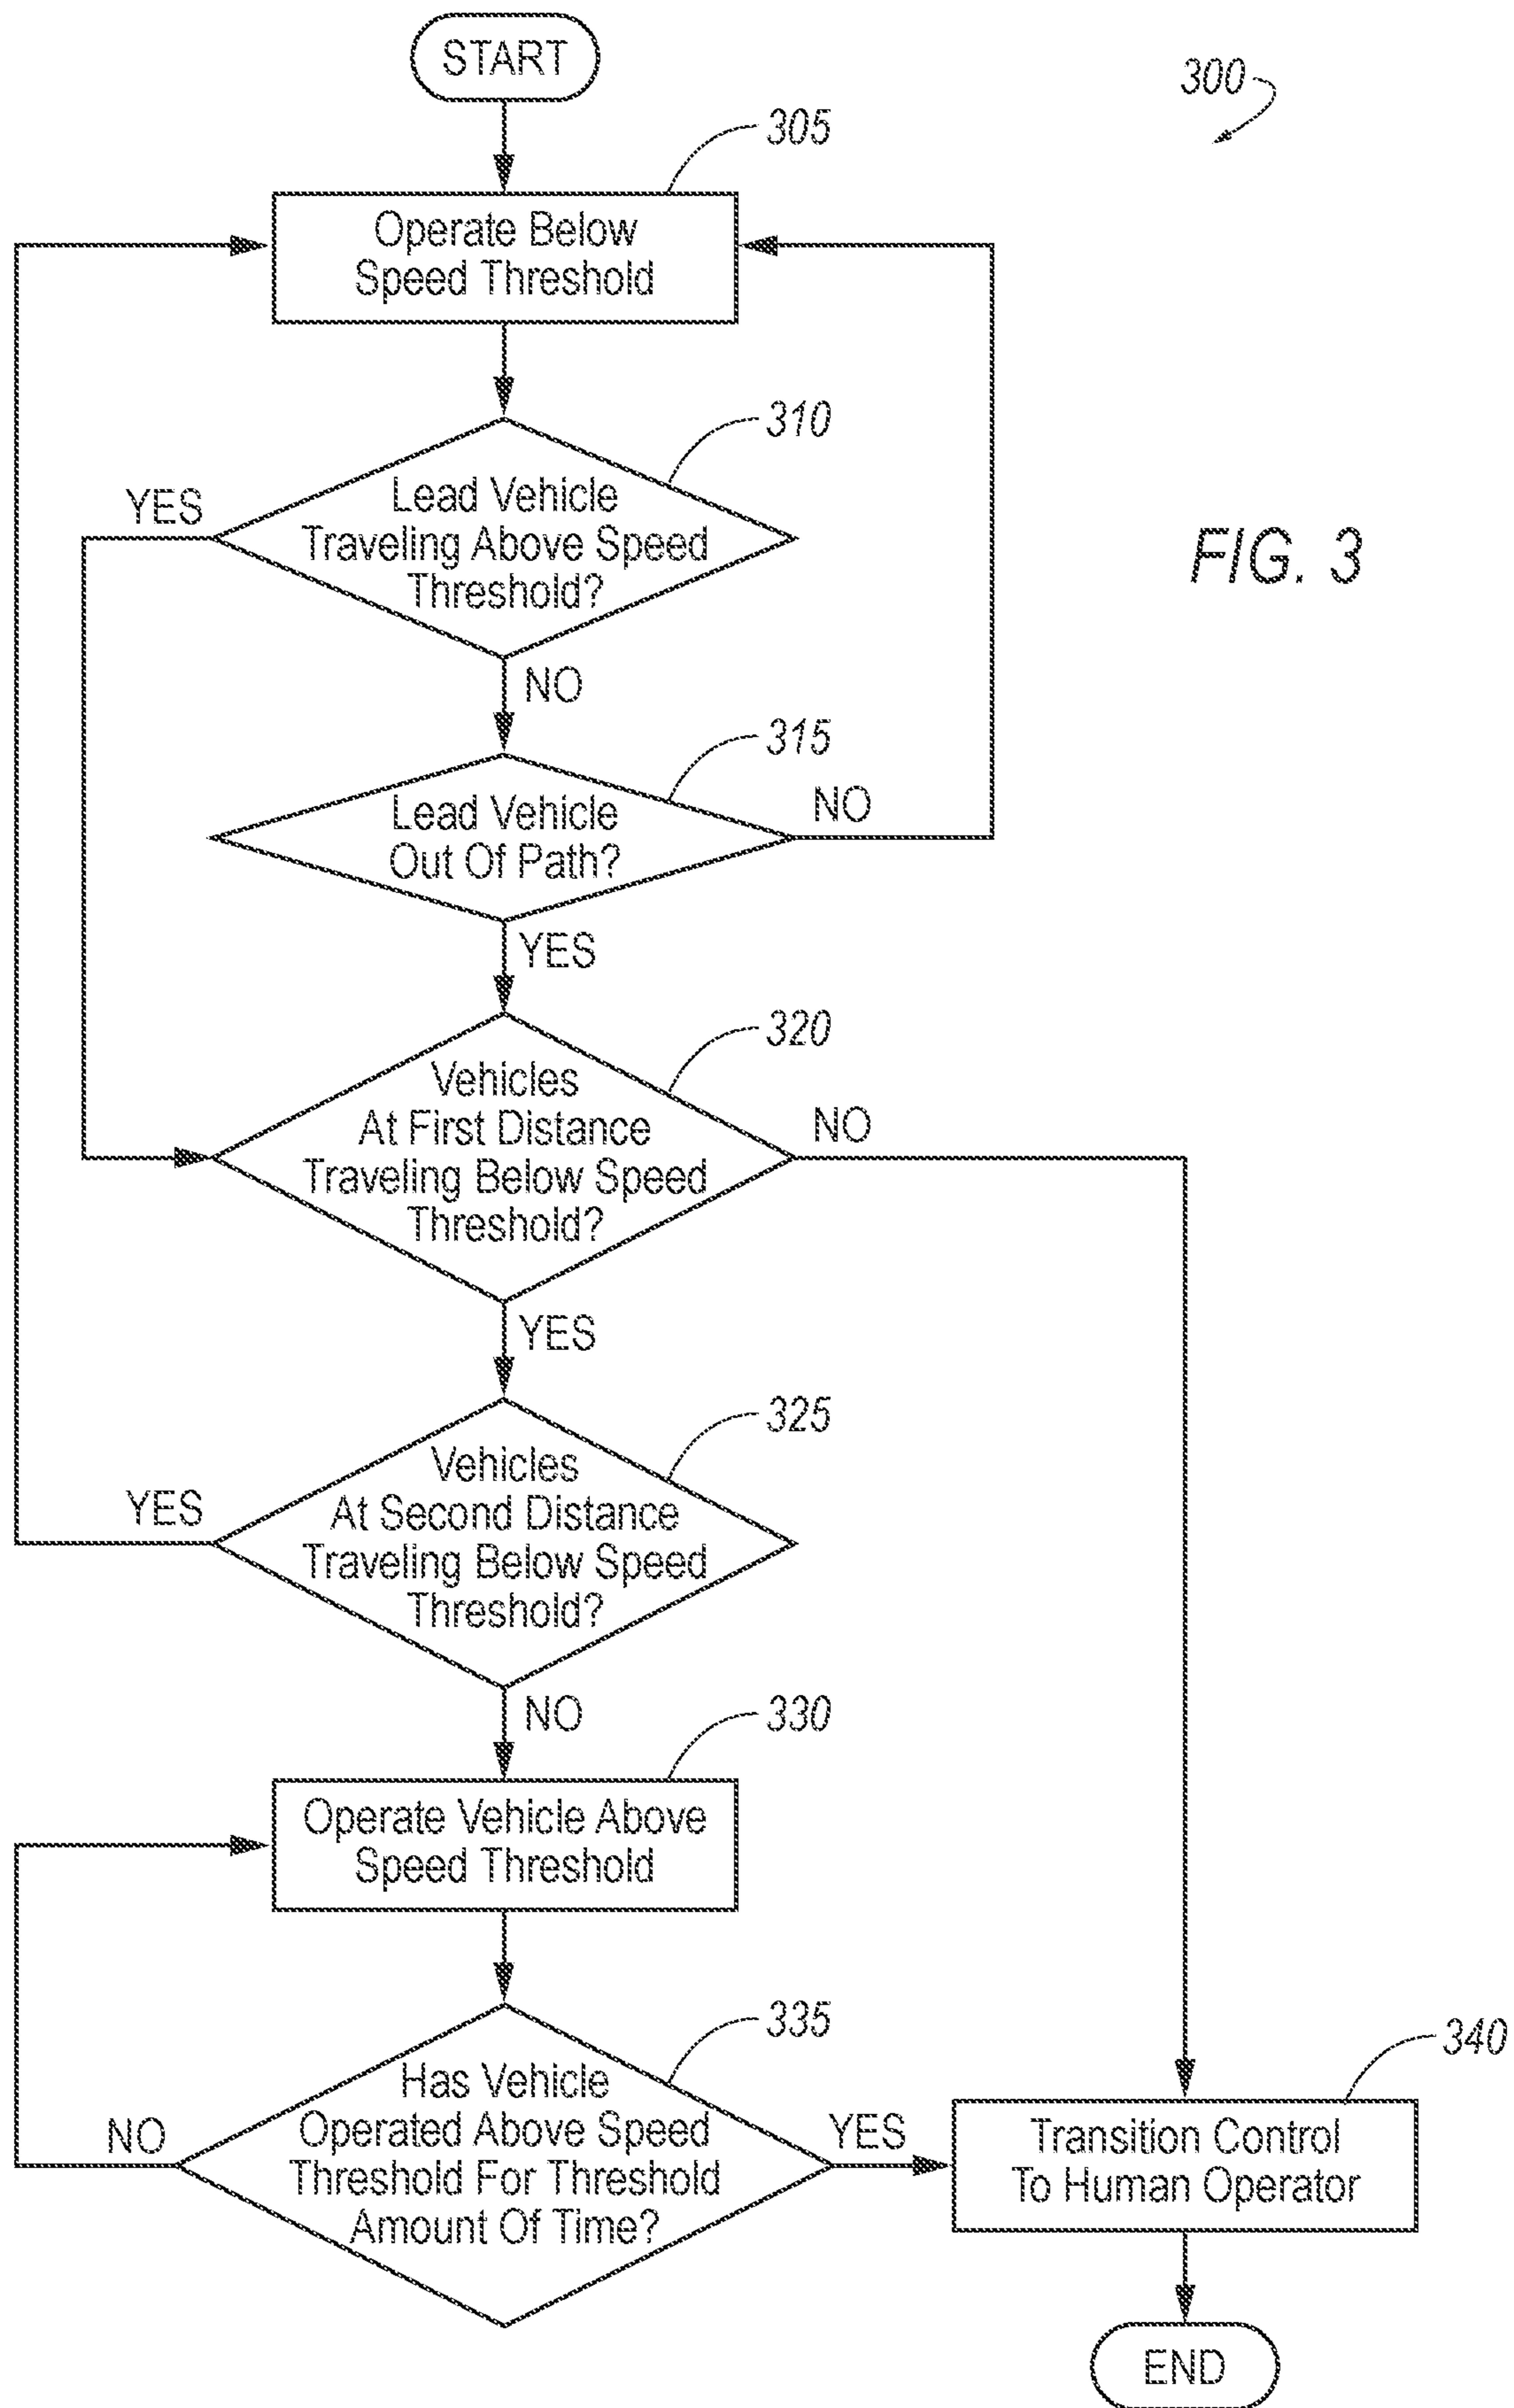 START
300
305
Operate Below
Speed Threshold
310
Lead Vehicle
Traveling Above Speed
Threshold?
YES
FIG. 3
NO
315
Lead Vehicle
Out Of Path?
NO
YES
320
Vehicles
At First Distance
Traveling Below Speed
Threshold?
NO
YES
325
Vehicles
At Second Distance
Traveling Below Speed
Threshold?
YES
NO
330
Operate Vehicle Above
Speed Threshold
335
Has Vehicle
Operated Above Speed
Threshold For Threshold
Amount Of Time?
NO
YES
340
Transition Control
To Human Operator
END